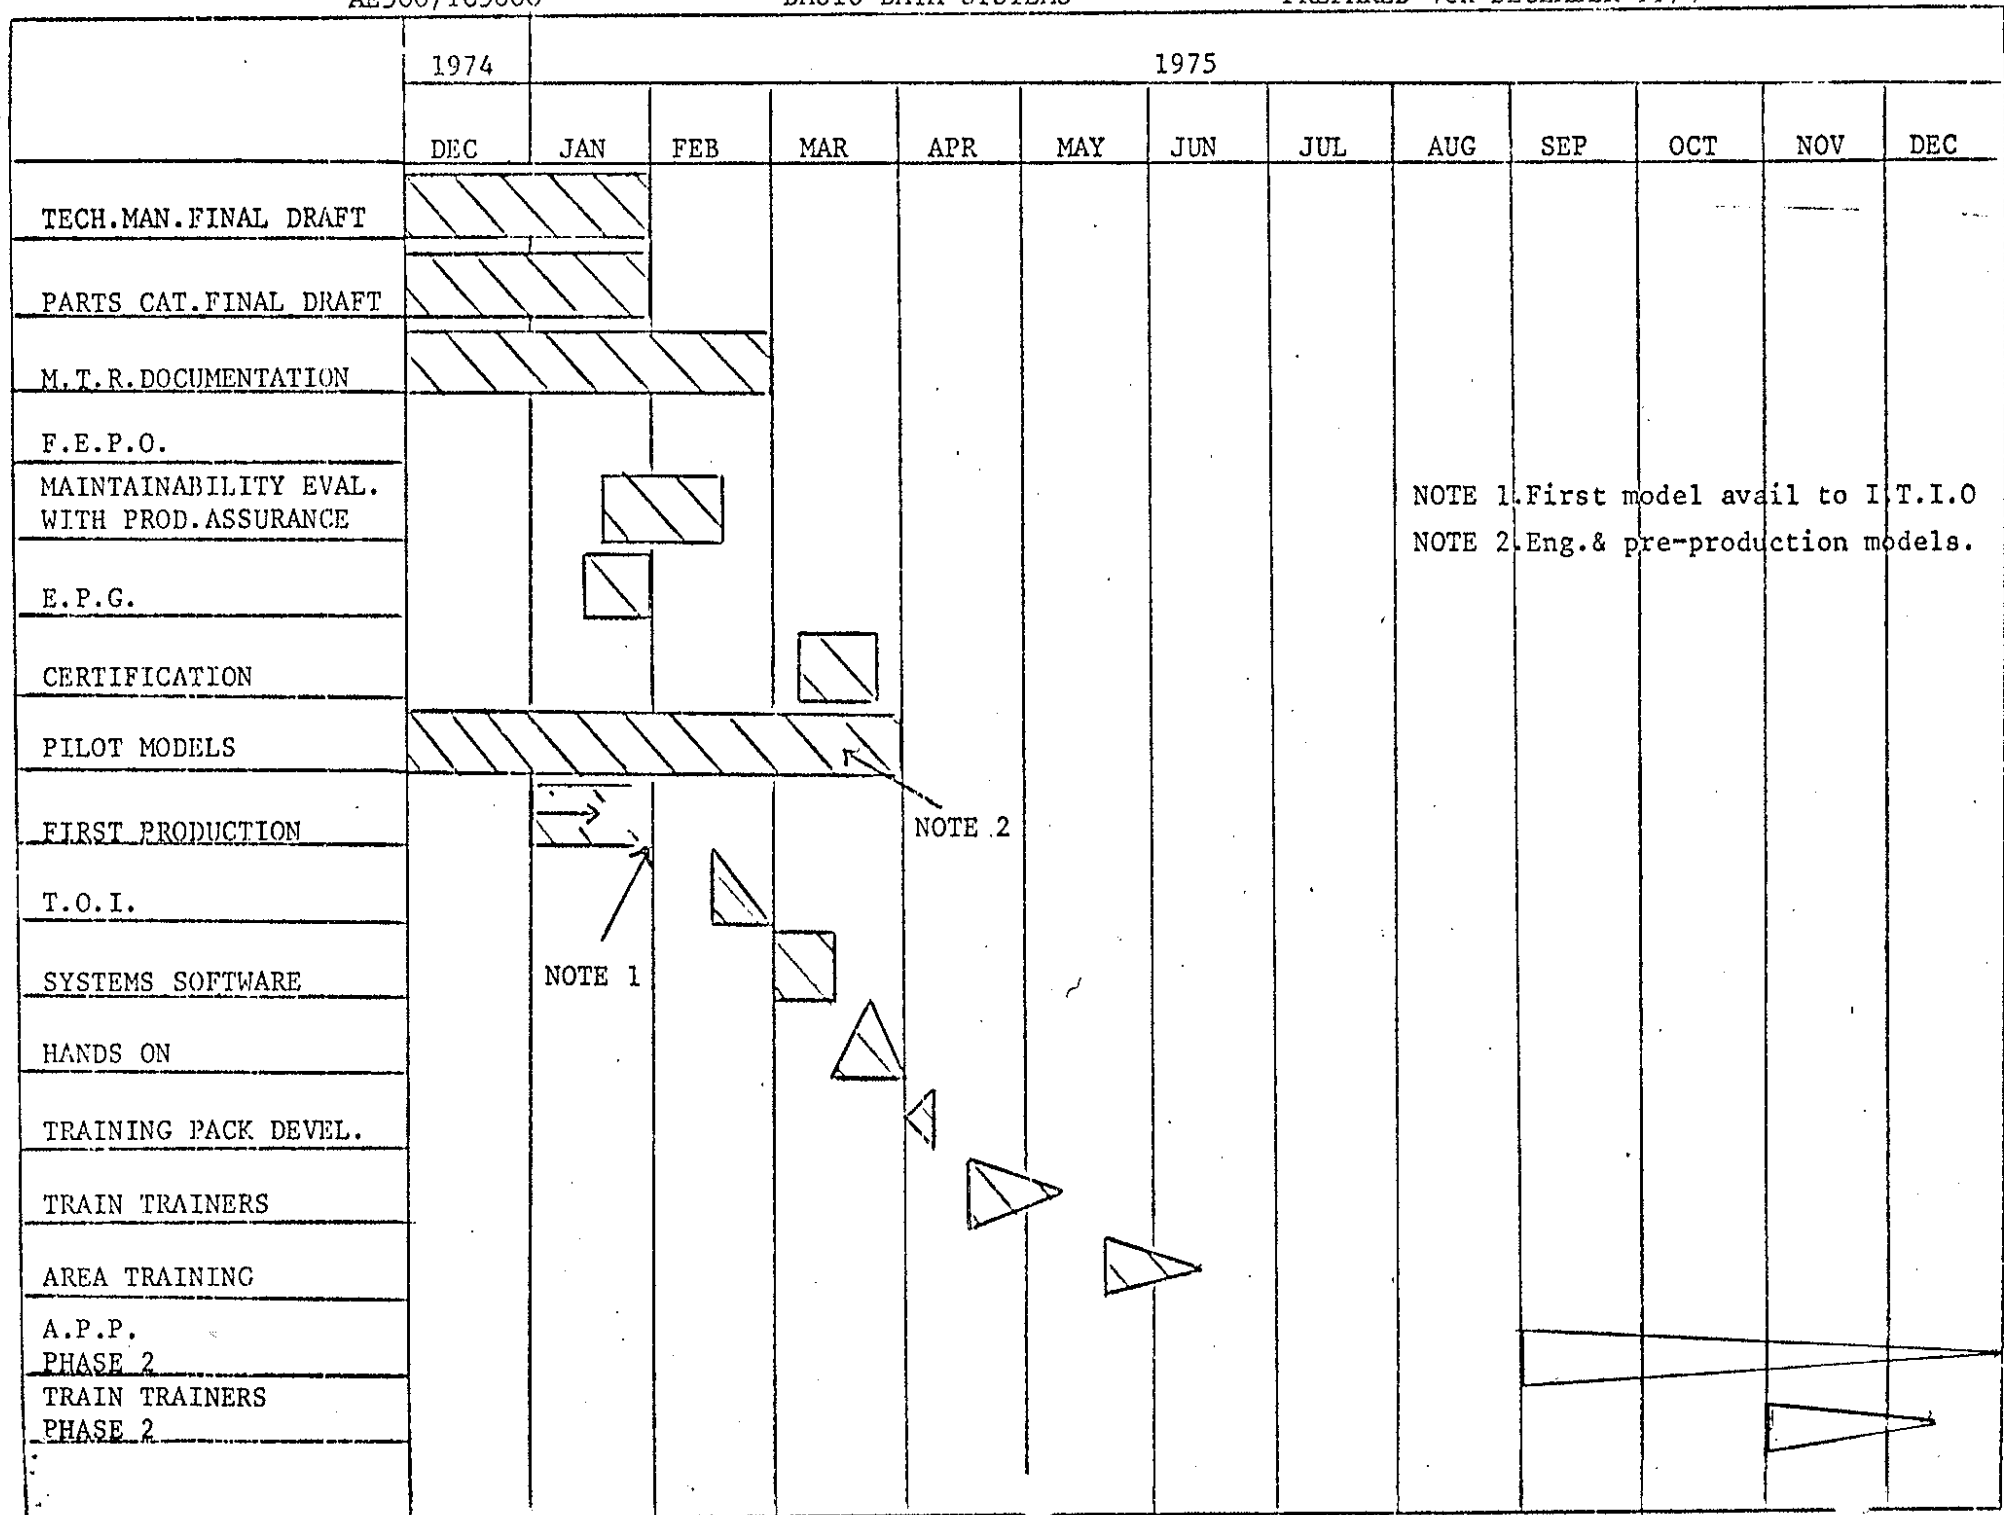 BASIC DATA SYSTEMS
1974 1975
DEC JAN FEB MAR APR MAY JUN JUL AUG SEP OCT NOV DEC
TECH.MAN.FINAL DRAFT
PARTS CAT.FINAL DRAFT
M.T.R.DOCUMENTATION
F.E.P.O.
MAINTAINABILITY EVAL.
WITH PROD.ASSURANCE
NOTE 1.First model avail to I.T.I.O
NOTE 2.Eng.& pre-production models.
E.P.G.
CERTIFICATION
PILOT MODELS
FIRST PRODUCTION
NOTE 2
T.O.I.
SYSTEMS SOFTWARE
NOTE 1
HANDS ON
TRAINING PACK DEVEL.
TRAIN TRAINERS
AREA TRAINING
A.P.P.
PHASE 2
TRAIN TRAINERS
PHASE 2